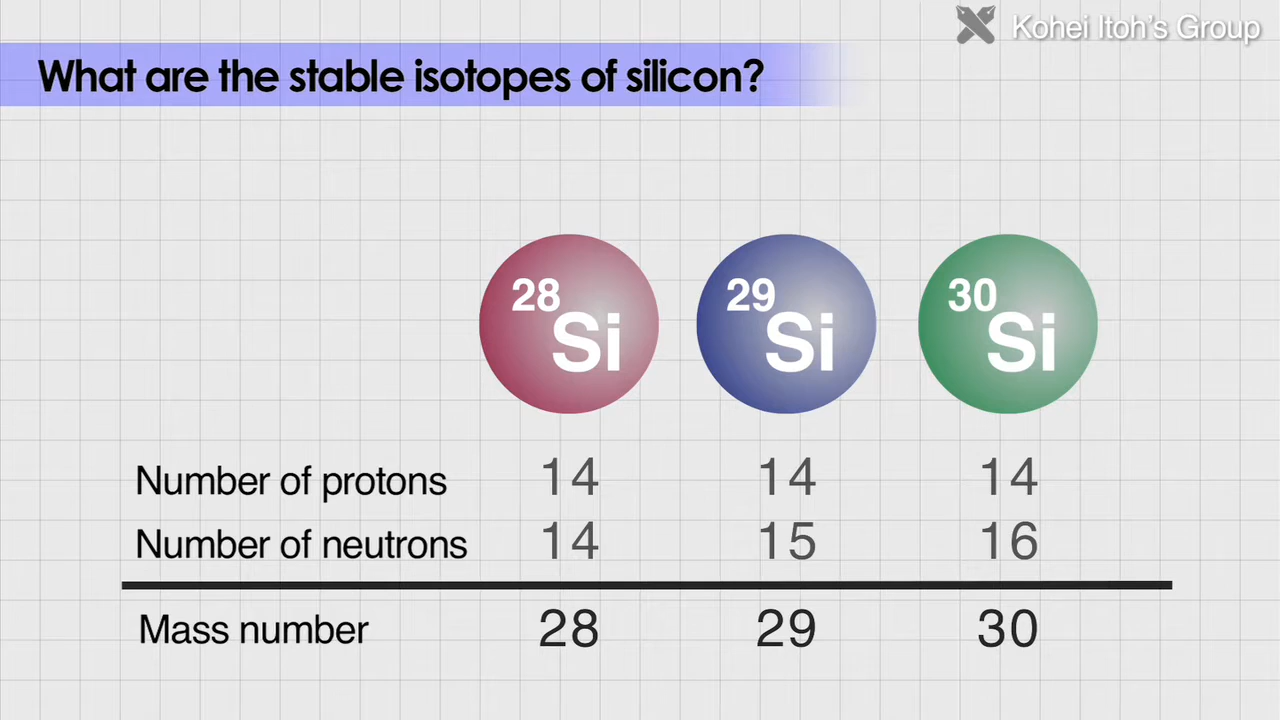 Kohei Itoh's Group
What are the stable isotopes of silicon?
28Si 29Si 30Si
Number of protons 14 14 14
Number of neutrons 14 15 16
Mass number 28 29 30